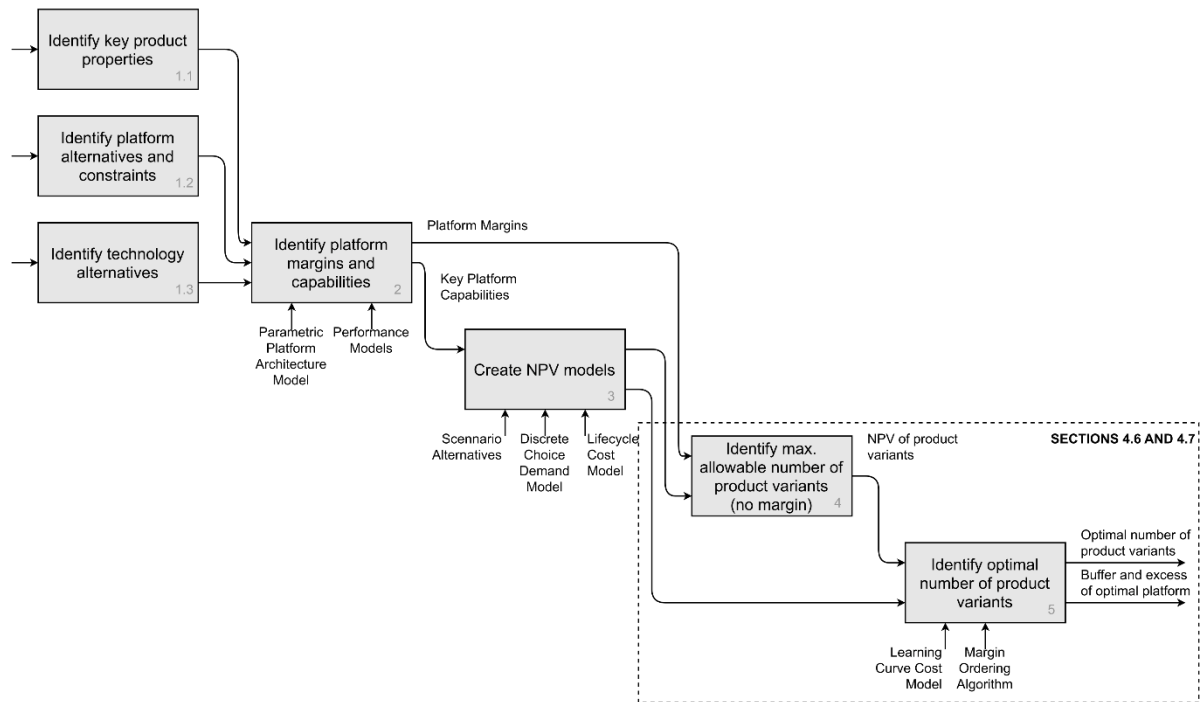 Identify key product
properties
1.1
Identify platform
alternatives and
constraints
1.2
Identify technology
alternatives
1.3
Identify platform
margins and
capabilities
2
Parametric
Platform
Architecture
Model
Performance
Models
Platform Margins
Key Platform
Capabilities
Create NPV models
3
Scennario
Alternatives
Discrete
Choice
Demand
Model
Lifecycle
Cost
Model
SECTIONS 4.6 AND 4.7
Identify max.
allowable number of
product variants
(no margin)
4
NPV of product
variants
Identify optimal
number of product
variants
5
Learning
Curve Cost
Model
Margin
Ordering
Algorithm
Optimal number of
product variants
Buffer and excess
of optimal platform